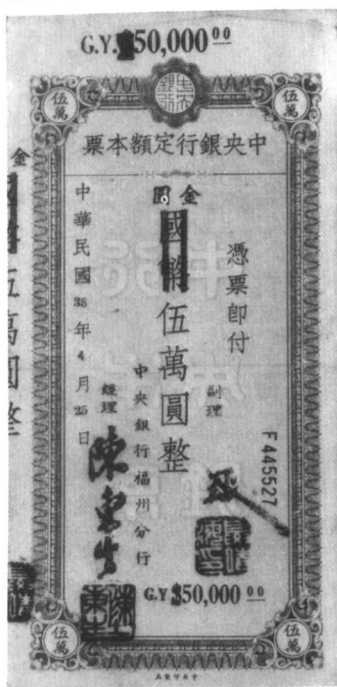 G.Y. $50,000 00
伍萬
伍萬
票本額定行銀央中
憑票即付
金圓
國幣伍萬圓整
中華民國38年4月25日
副理
中央銀行福州分行
經理
F445527
G.Y $50,000 00
伍萬
伍萬
金
國幣伍萬圓整